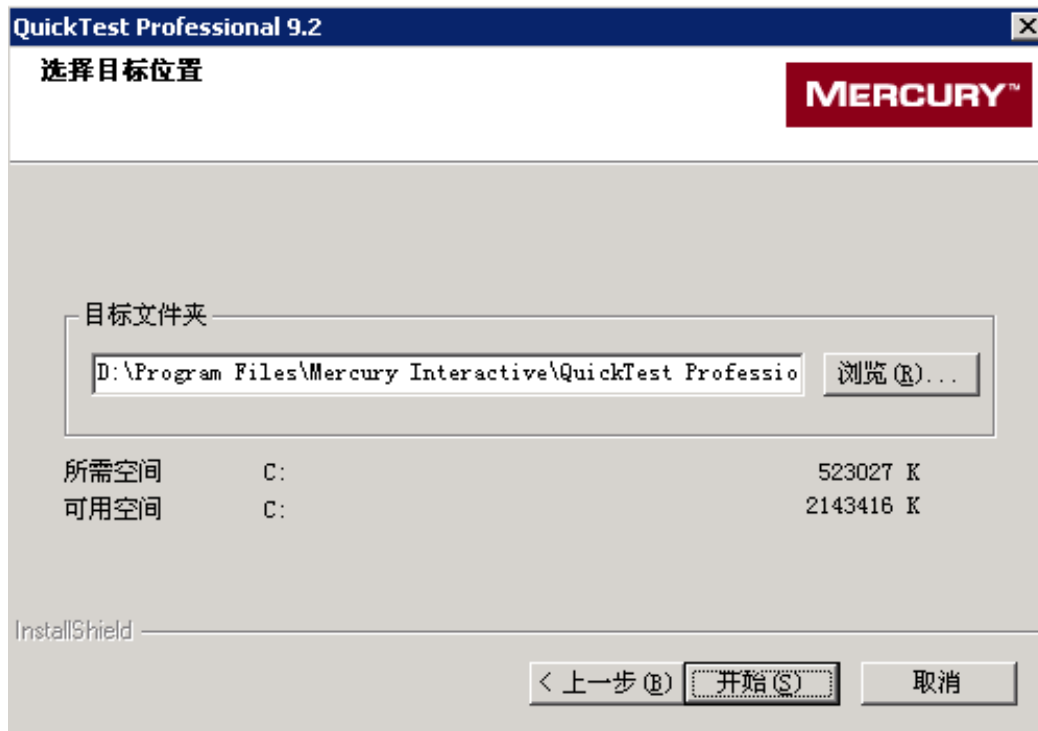 QuickTest Professional 9.2
选择目标位置
MERCURY™
目标文件夹
D:\Program Files\Mercury Interactive\QuickTest Professio
浏览(R)...
所需空间 C: 523027 K
可用空间 C: 2143416 K
InstallShield
< 上一步(B) 开始(S) 取消